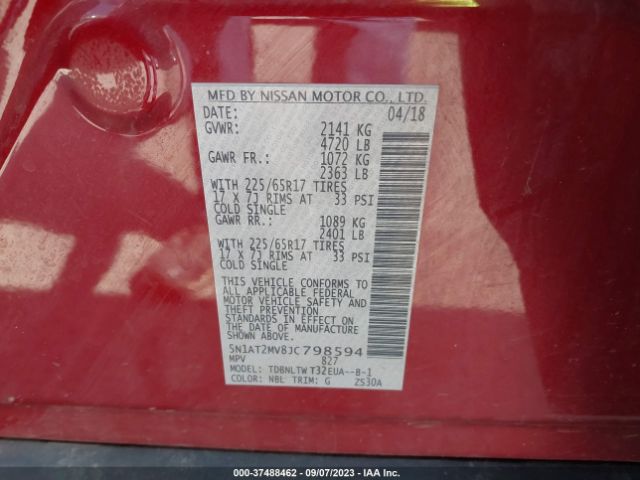 MFD BY NISSAN MOTOR CO., LTD.
DATE: 04/18
GVWR: 2141 KG
4720 LB
GAWR FR.: 1072 KG
2363 LB
WITH 225/65R17 TIRES
17 X 7J RIMS AT 33 PSI
COLD SINGLE
GAWR RR.: 1089 KG
2401 LB
WITH 225/65R17 TIRES
17 X 7J RIMS AT 33 PSI
COLD SINGLE
THIS VEHICLE CONFORMS TO
ALL APPLICABLE FEDERAL
MOTOR VEHICLE SAFETY AND
THEFT PREVENTION
STANDARDS IN EFFECT ON
THE DATE OF MANUFACTURE
SHOWN ABOVE.
5N1AT2MV8JC798594
MPV 827
MODEL: TDBNLTW T32EUA--B-1
COLOR: NBL TRIM: G ZS30A
000-37488462 - 09/07/2023 - IAA Inc.